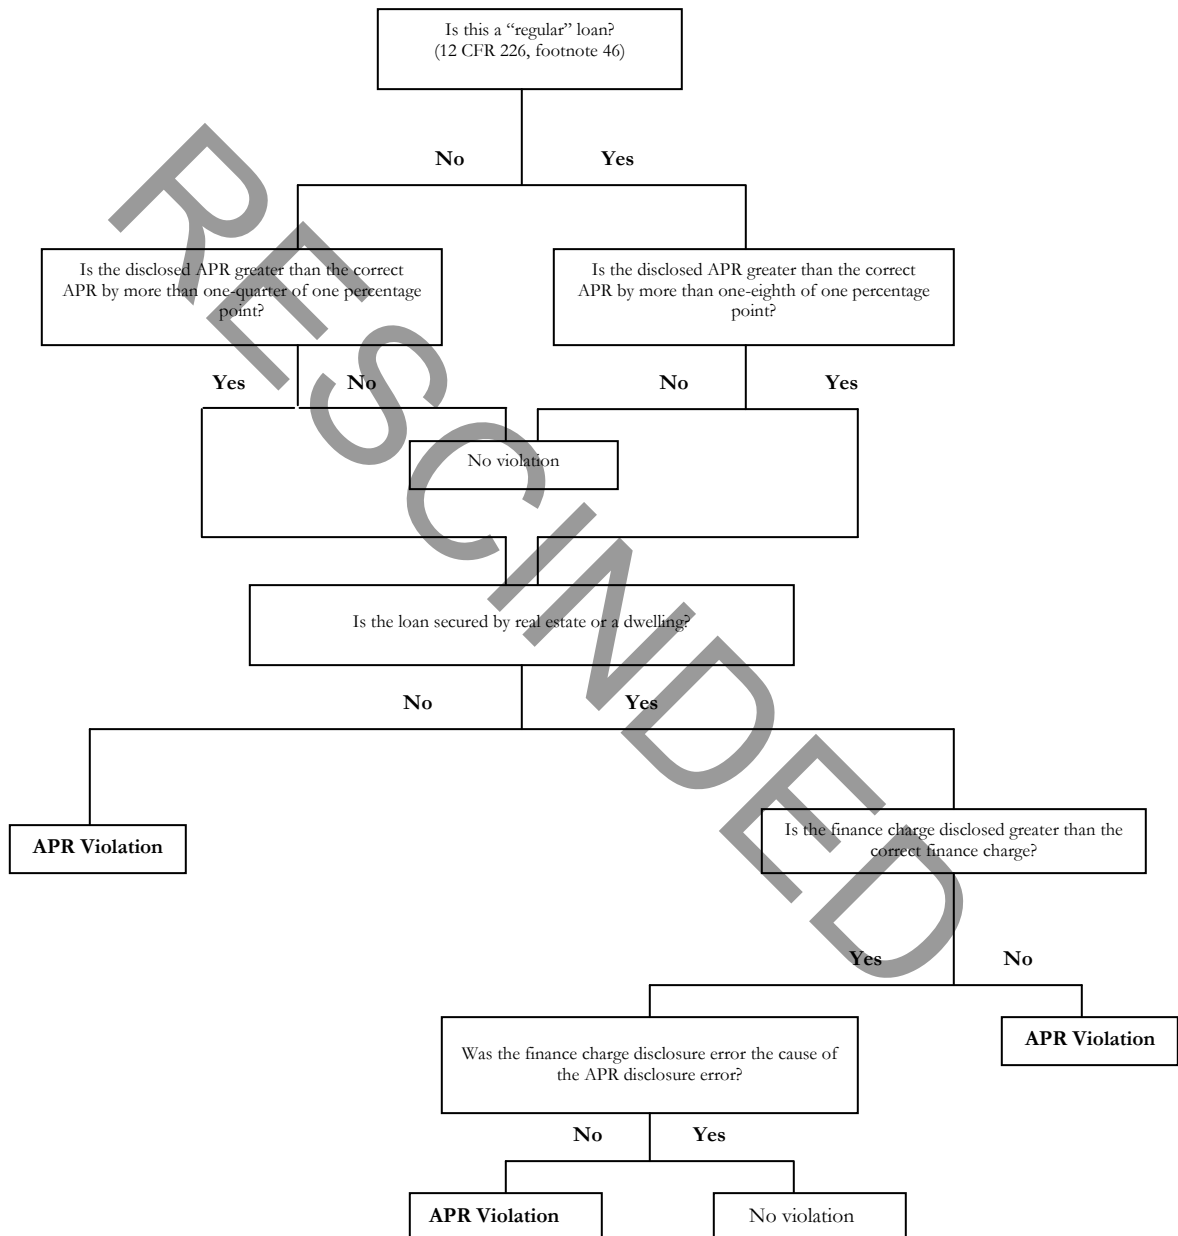 Is this a “regular” loan?
(12 CFR 226, footnote 46)
No
Yes
Is the disclosed APR greater than the correct
APR by more than one-quarter of one percentage
point?
Is the disclosed APR greater than the correct
APR by more than one-eighth of one percentage
point?
Yes
No
No
Yes
No violation
Is the loan secured by real estate or a dwelling?
No
Yes
APR Violation
Is the finance charge disclosed greater than the
correct finance charge?
Yes
No
Was the finance charge disclosure error the cause of
the APR disclosure error?
APR Violation
No
Yes
APR Violation
No violation
RESCINDED